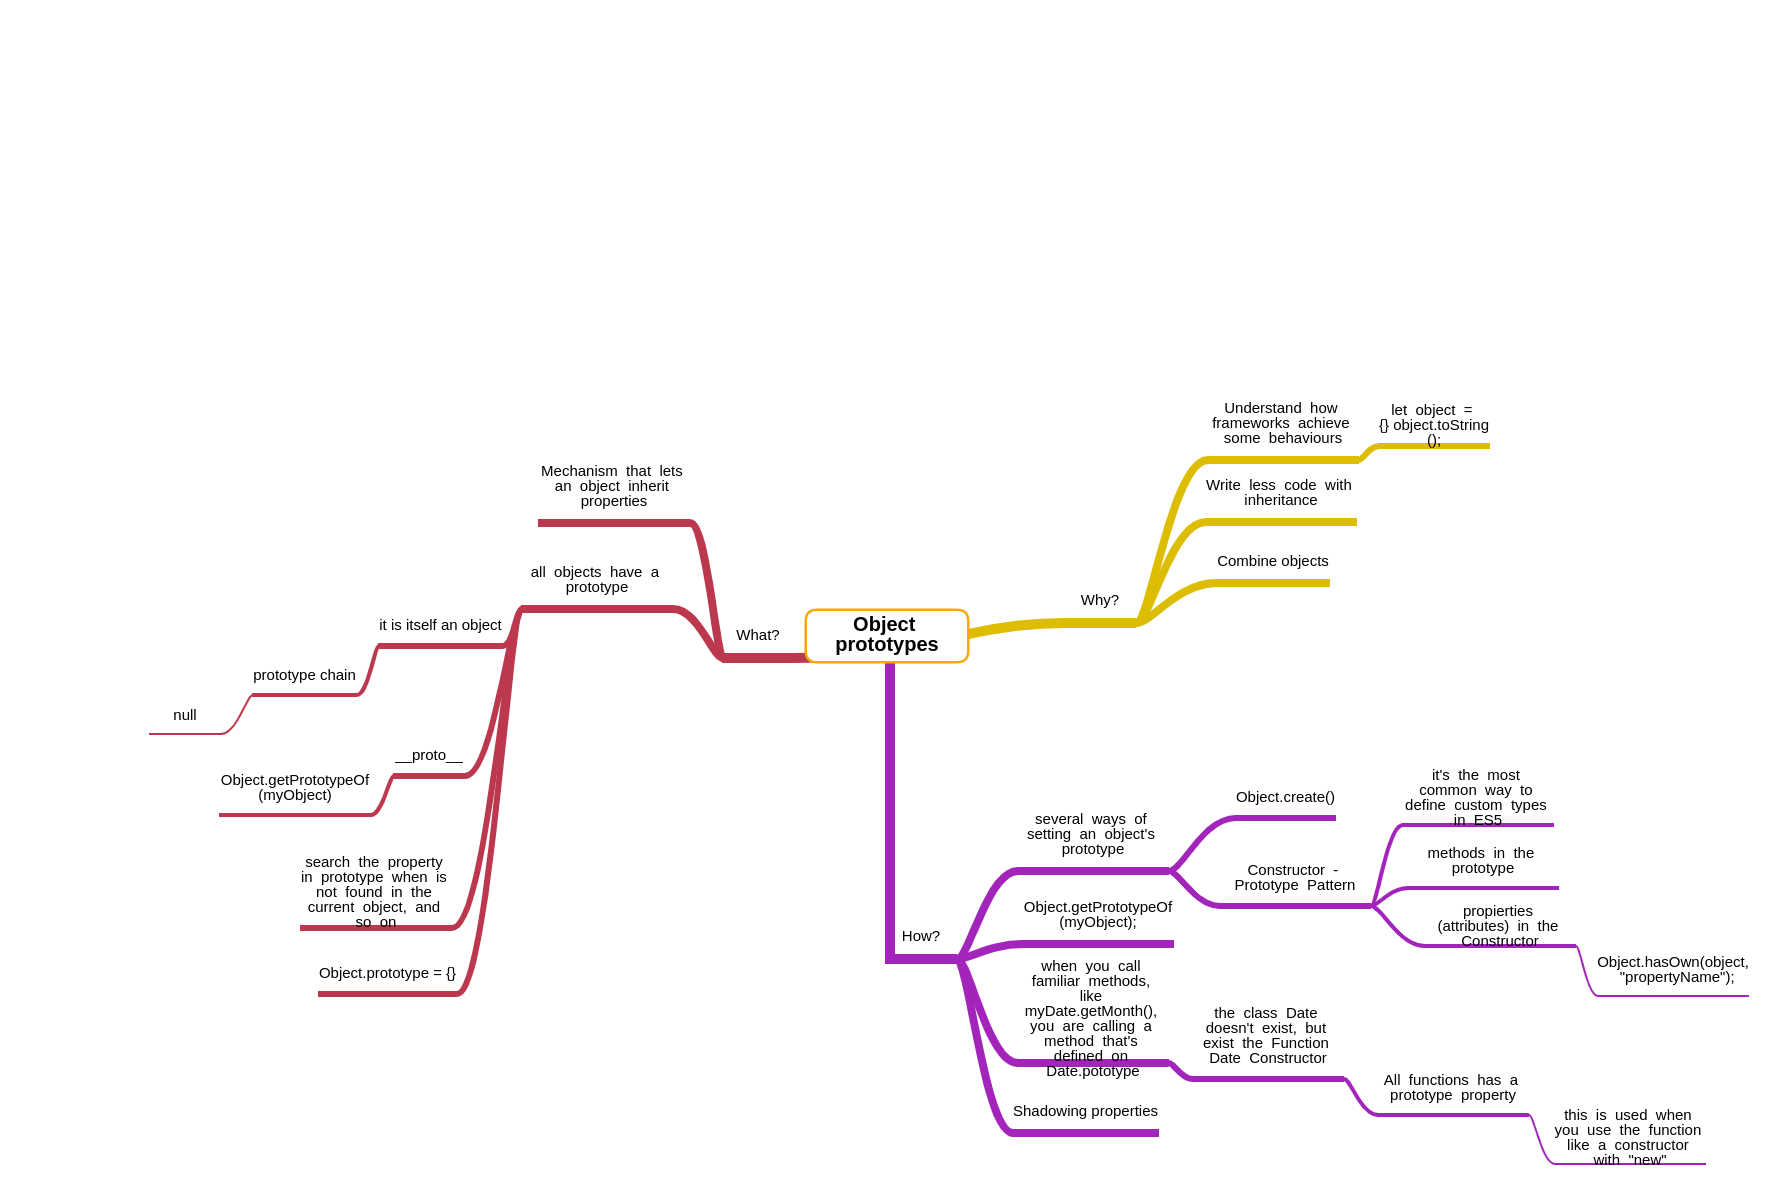 Object
prototypes
What?
Mechanism that lets
an object inherit
properties
all objects have a
prototype
it is itself an object
prototype chain
null
__proto__
Object.getPrototypeOf
(myObject)
search the property
in prototype when is
not found in the
current object, and
so on
Object.prototype = {}
Why?
Understand how
frameworks achieve
some behaviours
let object =
{} object.toString
();
Write less code with
inheritance
Combine objects
How?
several ways of
setting an object's
prototype
Object.create()
Constructor -
Prototype Pattern
it's the most
common way to
define custom types
in ES5
methods in the
prototype
propierties
(attributes) in the
Constructor
Object.hasOwn(object,
"propertyName");
Object.getPrototypeOf
(myObject);
when you call
familiar methods,
like
myDate.getMonth(),
you are calling a
method that's
defined on
Date.pototype
the class Date
doesn't exist, but
exist the Function
Date Constructor
All functions has a
prototype property
this is used when
you use the function
like a constructor
with "new"
Shadowing properties